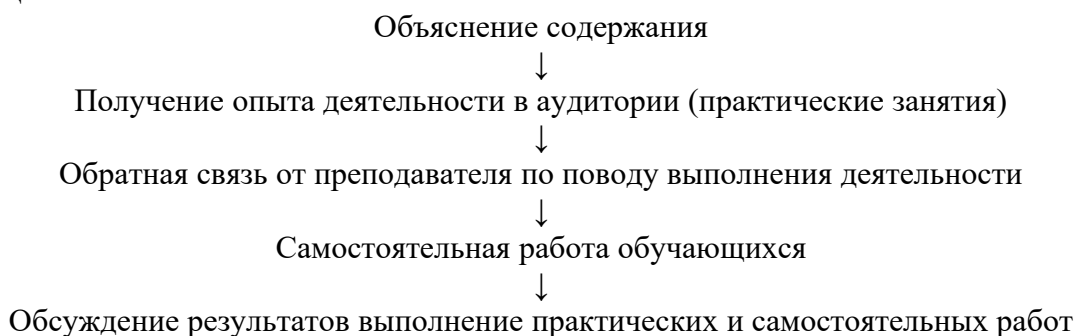 Объяснение содержания
↓
Получение опыта деятельности в аудитории (практические занятия)
↓
Обратная связь от преподавателя по поводу выполнения деятельности
↓
Самостоятельная работа обучающихся
↓
Обсуждение результатов выполнение практических и самостоятельных работ